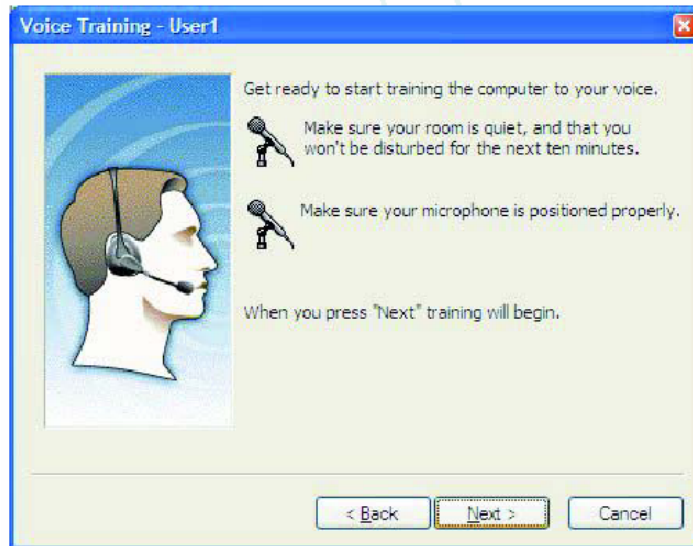 Voice Training - User1
Get ready to start training the computer to your voice.
Make sure your room is quiet, and that you
won't be disturbed for the next ten minutes.
Make sure your microphone is positioned properly.
When you press "Next" training will begin.
< Back
Next >
Cancel